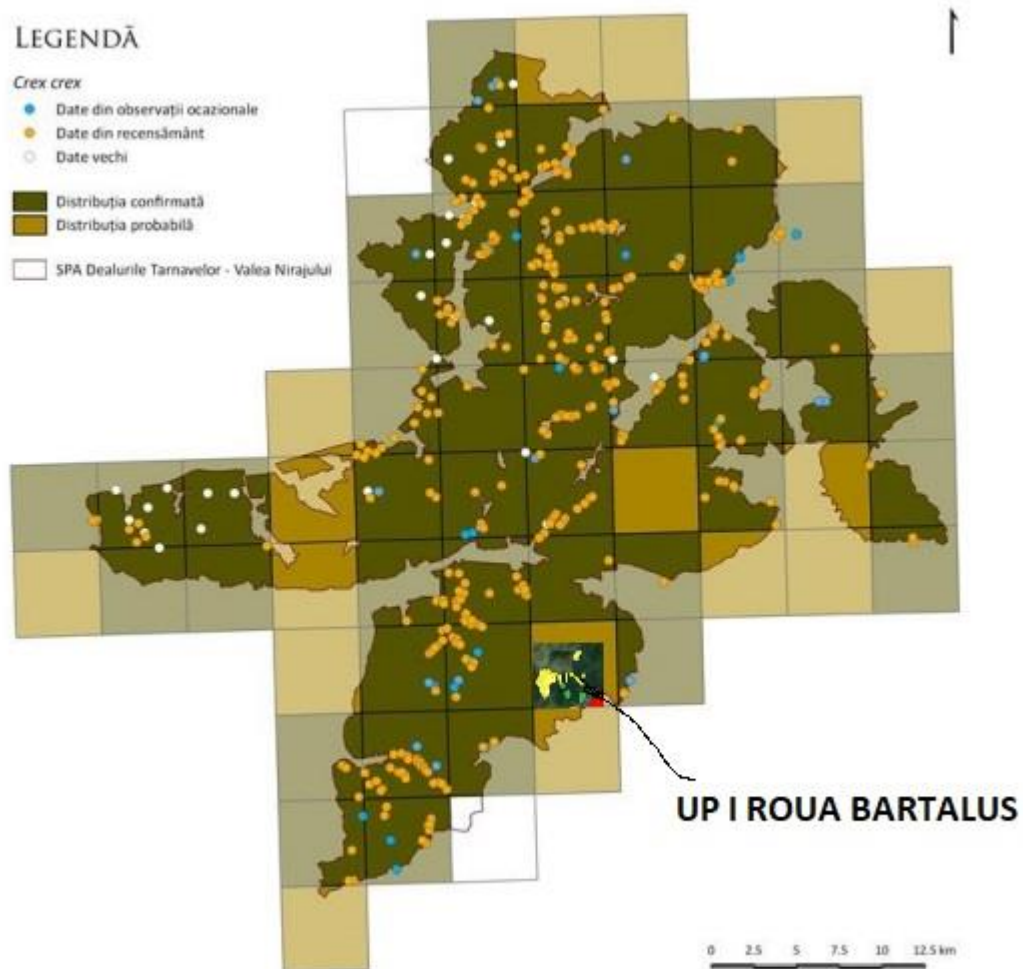 LEGENDĂ
Crex crex
Date din observații ocazionale
Date din recensământ
Date vechi
Distribuția confirmată
Distribuția probabilă
SPA Dealurile Tarnavelor - Valea Nirajului
UP I ROUA BARTALUS
0 2.5 5 7.5 10 12.5 km